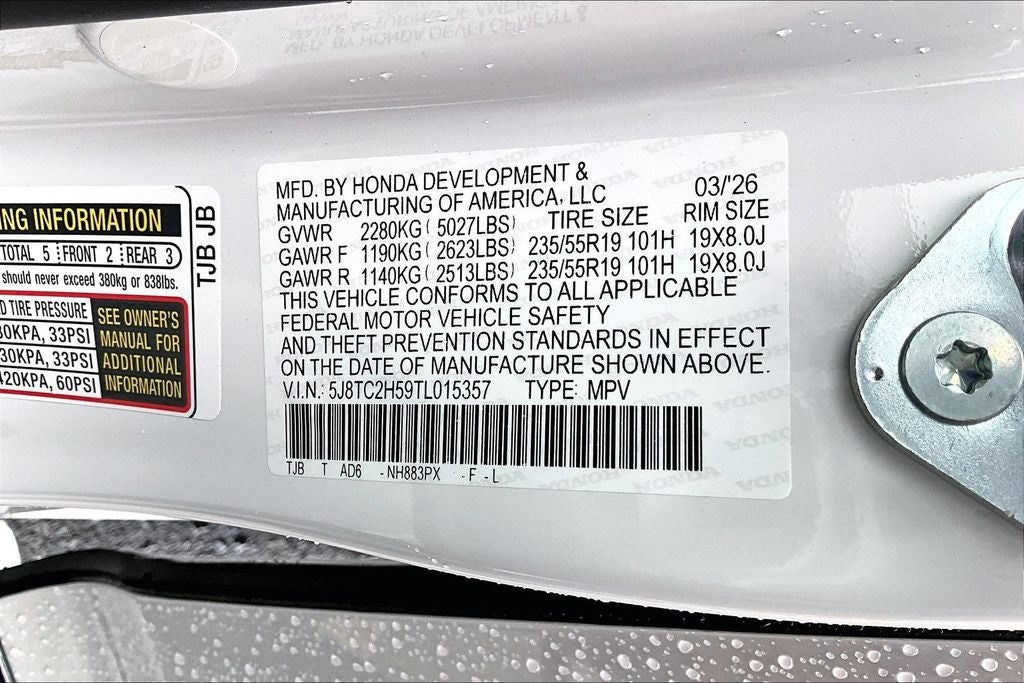 MFD. BY HONDA DEVELOPMENT &
MANUFACTURING OF AMERICA, LLC
03/'26
GVWR 2280KG ( 5027LBS) TIRE SIZE RIM SIZE
GAWR F 1190KG ( 2623LBS) 235/55R19 101H 19X8.0J
GAWR R 1140KG ( 2513LBS) 235/55R19 101H 19X8.0J
THIS VEHICLE CONFORMS TO ALL APPLICABLE
FEDERAL MOTOR VEHICLE SAFETY
AND THEFT PREVENTION STANDARDS IN EFFECT
ON THE DATE OF MANUFACTURE SHOWN ABOVE.
V.I.N.: 5J8TC2H59TL015357 TYPE: MPV
TJB T AD6 -NH883PX -F -L
INFORMATION
TOTAL 5 FRONT 2 REAR 3
should never exceed 380kg or 838lbs.
TIRE PRESSURE
30KPA, 33PSI
30KPA, 33PSI
420KPA, 60PSI
SEE OWNER'S
MANUAL FOR
ADDITIONAL
INFORMATION
TJB JB